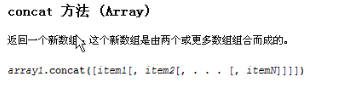 concat 方法 (Array)
返回一个新数组，这个新数组是由两个或更多数组组合而成的。
array1.concat([item1[, item2[, . . . [, itemN]]]])